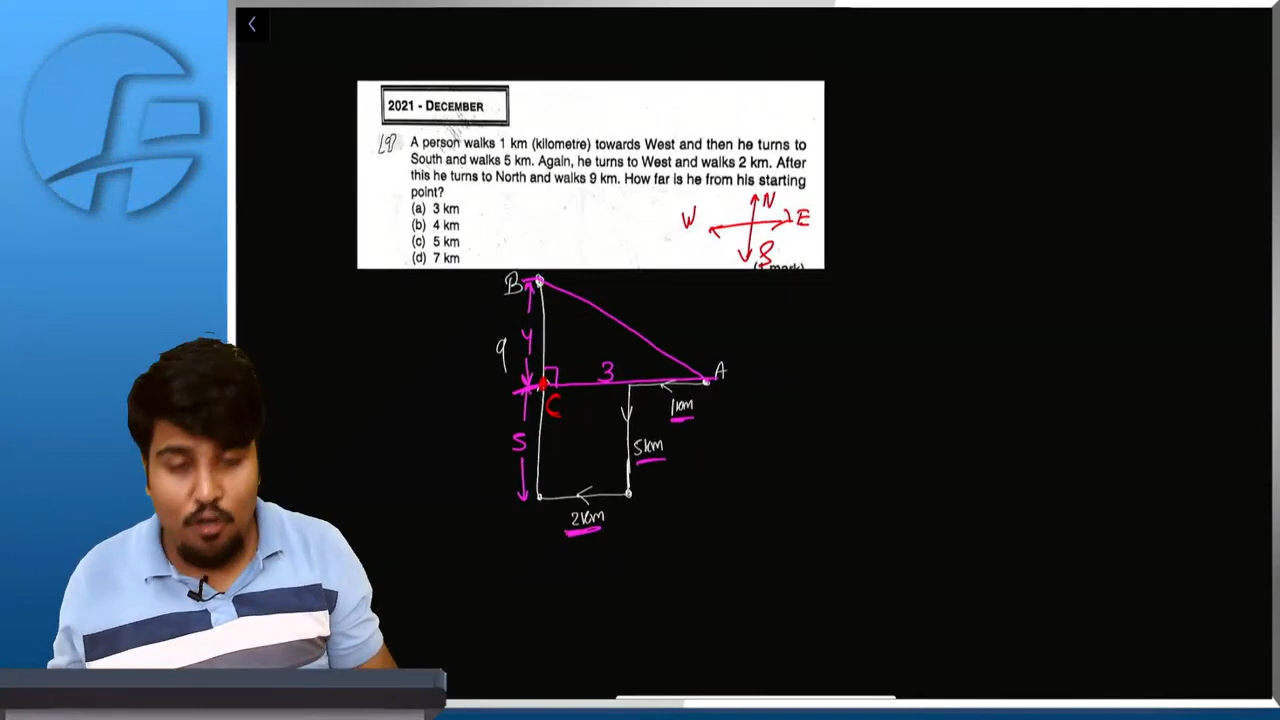 2021 - DECEMBER
[9] A person walks 1 km (kilometre) towards West and then he turns to
South and walks 5 km. Again, he turns to West and walks 2 km. After
this he turns to North and walks 9 km. How far is he from his starting
point?
(a) 3 km
(b) 4 km
(c) 5 km
(d) 7 km
N
W
E
S
(1 mark)
B
9
4
3
A
C
1km
5
5km
2km